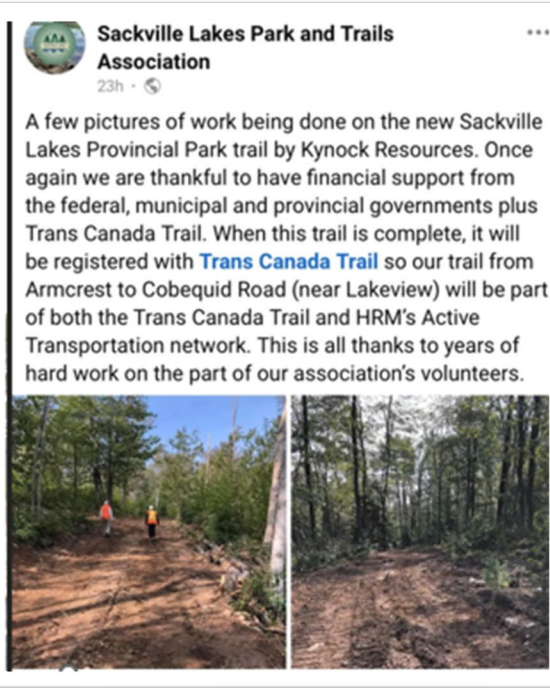 Sackville Lakes Park and Trails
Association
23h ·
A few pictures of work being done on the new Sackville
Lakes Provincial Park trail by Kynock Resources. Once
again we are thankful to have financial support from
the federal, municipal and provincial governments plus
Trans Canada Trail. When this trail is complete, it will
be registered with Trans Canada Trail so our trail from
Armcrest to Cobequid Road (near Lakeview) will be part
of both the Trans Canada Trail and HRM's Active
Transportation network. This is all thanks to years of
hard work on the part of our association's volunteers.